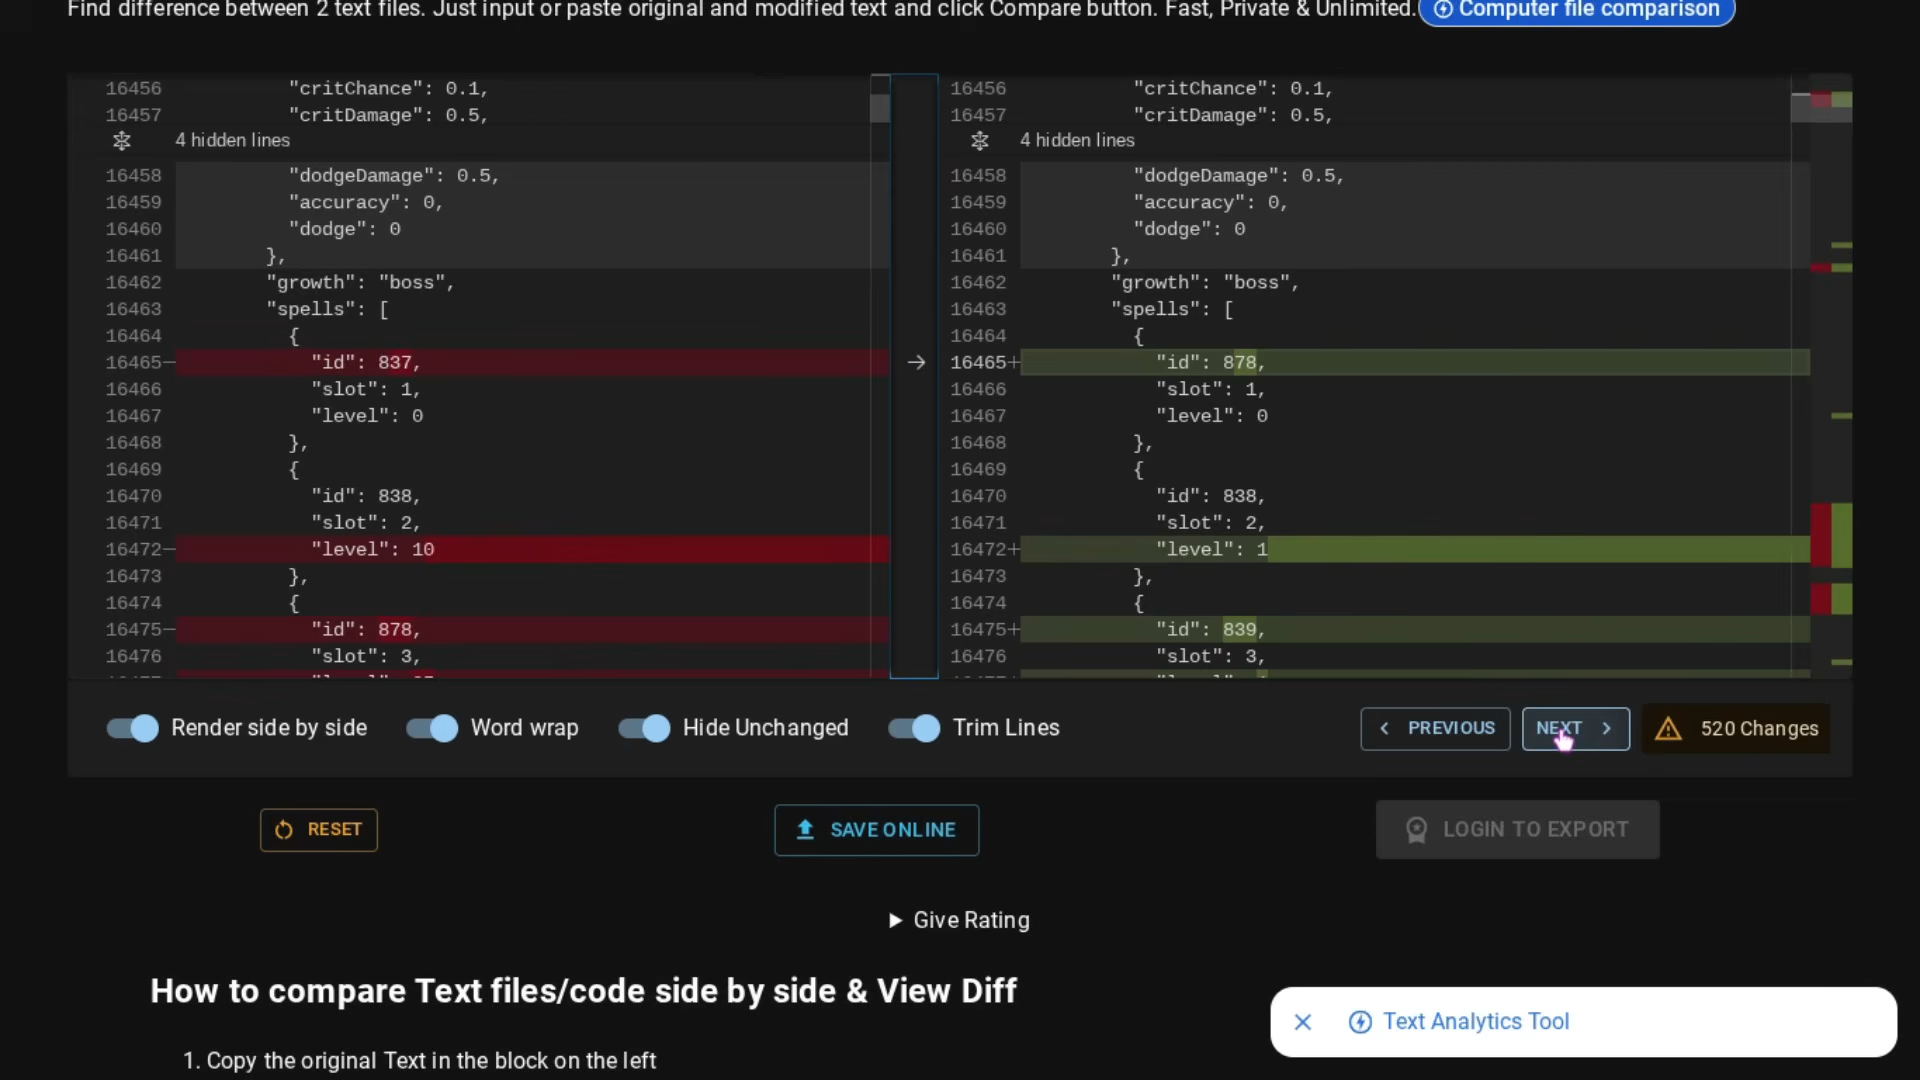 Find difference between 2 text files. Just input or paste original and modified text and click Compare button. Fast, Private & Unlimited. Computer file comparison
16456 "critChance": 0.1,
16457 "critDamage": 0.5,
4 hidden lines
16458 "dodgeDamage": 0.5,
16459 "accuracy": 0,
16460 "dodge": 0
16461 },
16462 "growth": "boss",
16463 "spells": [
16464 {
16465— "id": 837,
16466 "slot": 1,
16467 "level": 0
16468 },
16469 {
16470 "id": 838,
16471 "slot": 2,
16472— "level": 10
16473 },
16474 {
16475— "id": 878,
16476 "slot": 3,
16456 "critChance": 0.1,
16457 "critDamage": 0.5,
4 hidden lines
16458 "dodgeDamage": 0.5,
16459 "accuracy": 0,
16460 "dodge": 0
16461 },
16462 "growth": "boss",
16463 "spells": [
16464 {
16465+ "id": 878,
16466 "slot": 1,
16467 "level": 0
16468 },
16469 {
16470 "id": 838,
16471 "slot": 2,
16472+ "level": 1
16473 },
16474 {
16475+ "id": 839,
16476 "slot": 3,
Render side by side Word wrap Hide Unchanged Trim Lines PREVIOUS NEXT 520 Changes
RESET SAVE ONLINE LOGIN TO EXPORT
Give Rating
How to compare Text files/code side by side & View Diff
1. Copy the original Text in the block on the left
Text Analytics Tool